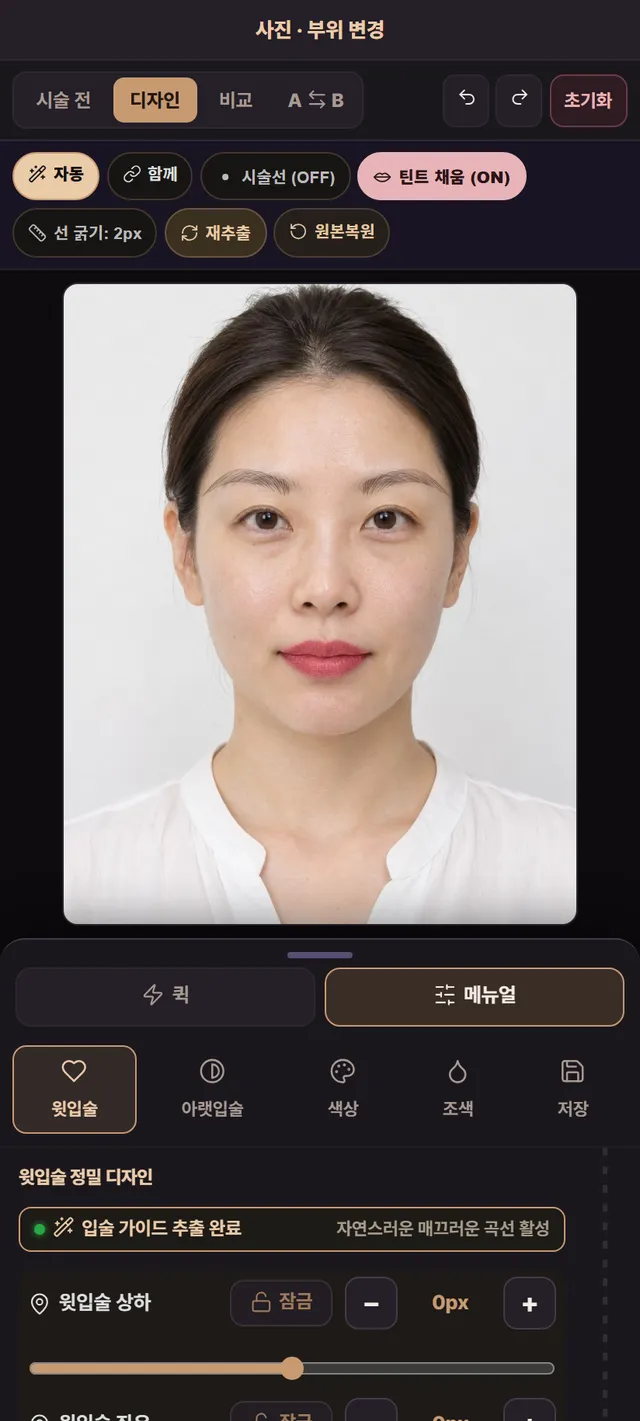 사진 · 부위 변경
시술 전 디자인 비교 A ⇆ B 초기화
자동 함께 시술선 (OFF) 틴트 채움 (ON)
선 굵기: 2px 재추출 원본복원
퀵 메뉴얼
윗입술 아랫입술 색상 조색 저장
윗입술 정밀 디자인
입술 가이드 추출 완료 자연스러운 매끄러운 곡선 활성
윗입술 상하 잠금 − 0px +